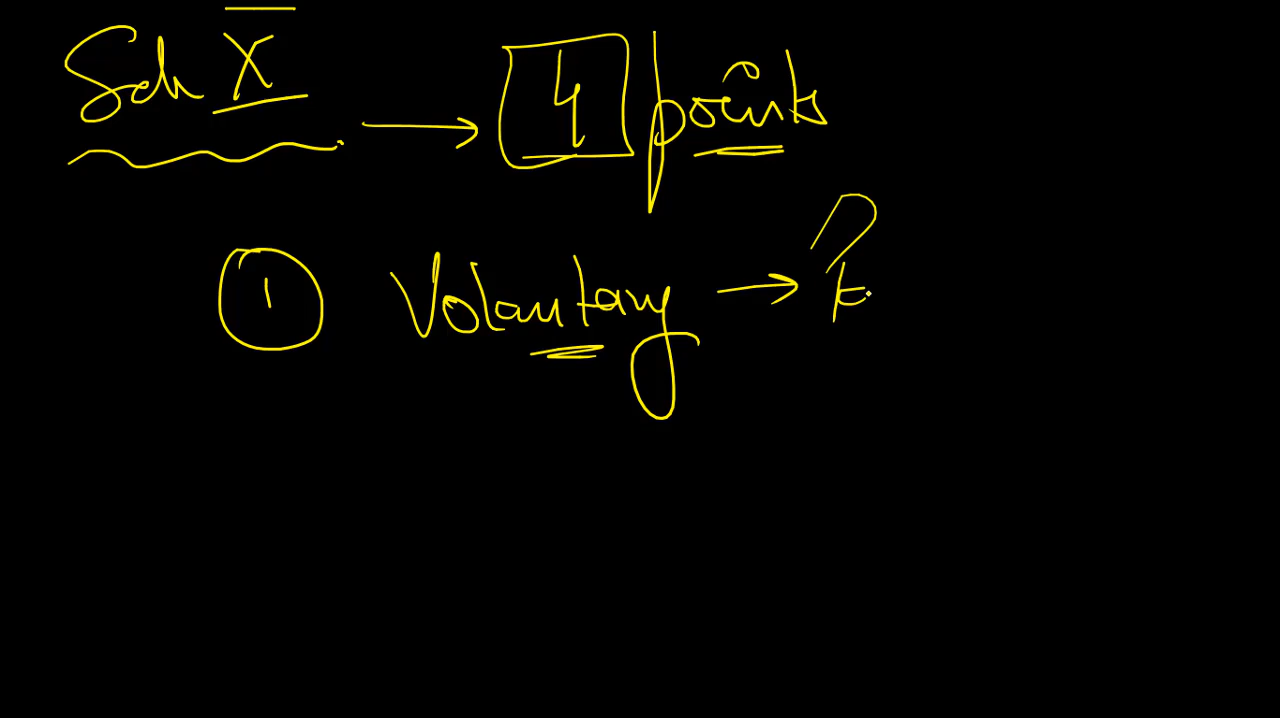 Sch X → 4 points
① Voluntary →